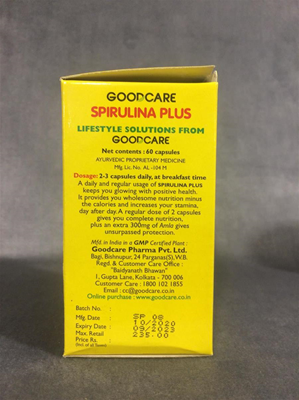 GOODCARE
SPIRULINA PLUS
LIFESTYLE SOLUTIONS FROM
GOODCARE
Net contents : 60 capsules
AYURVEDIC PROPRIETARY MEDICINE
Mfg. Lic. No. AL -104 M
Dosage: 2-3 capsules daily, at breakfast time
A daily and regular usage of SPIRULINA PLUS
keeps you glowing with positive health.
It provides you wholesome nutrition minus
the calories and increases your stamina,
day after day. A regular dose of 2 capsules
gives you complete nutrition,
plus an extra 300mg of Amla gives
unsurpassed protection.
Mfd. in India in a GMP Certified Plant :
Goodcare Pharma Pvt. Ltd.
Bagi, Bishnupur, 24 Parganas(S),W.B.
Regd. & Customer Care Office :
"Baidyanath Bhawan"
1, Gupta Lane, Kolkata - 700 006
Customer Care : 1800 102 1855
Email : cc@goodcare.co.in
Online purchase : www.goodcare.co.in
Batch No. : SP 08
Mfg. Date : 10/2020
Expiry Date : 09/2023
Max. Retail : 235.00
Price Rs
(Incl. of all taxes)